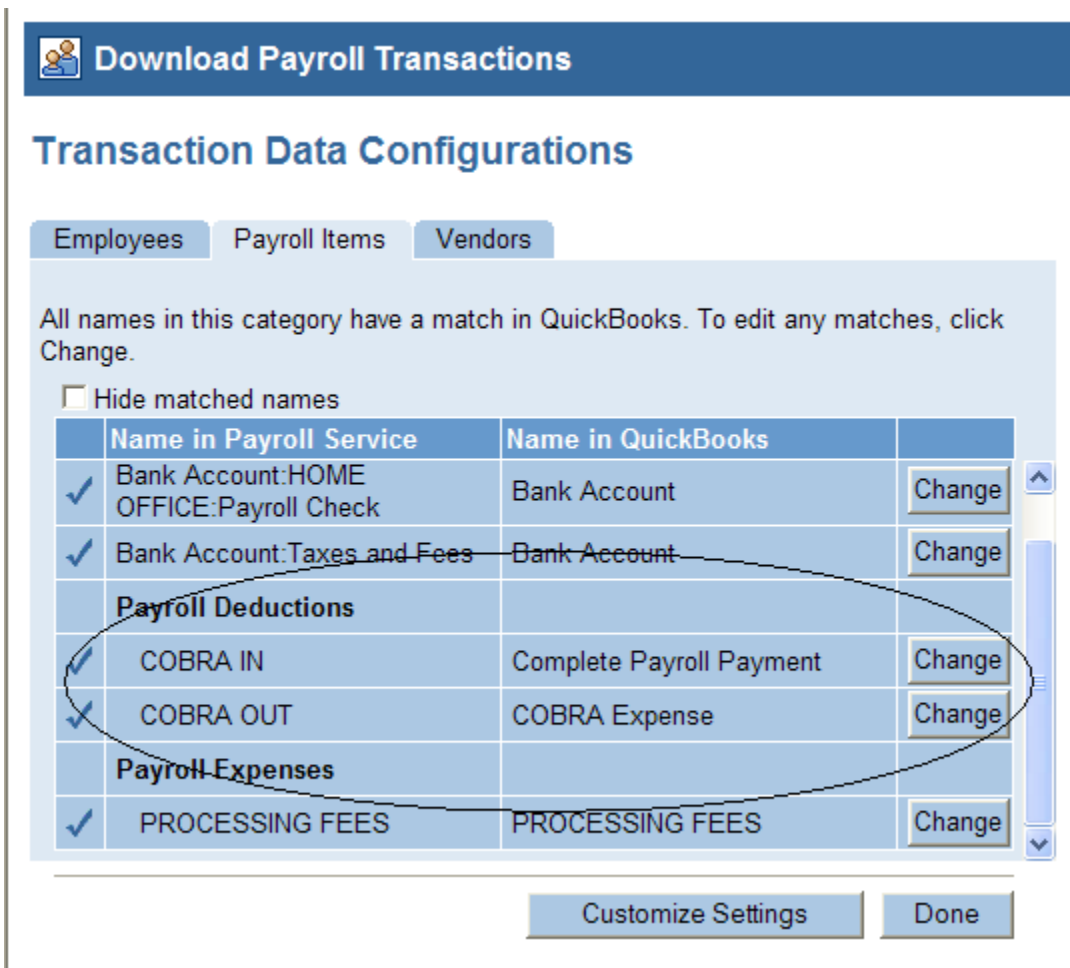 Download Payroll Transactions
Transaction Data Configurations
Employees Payroll Items Vendors
All names in this category have a match in QuickBooks. To edit any matches, click
Change.
Hide matched names
Name in Payroll Service Name in QuickBooks
Bank Account:HOME
OFFICE:Payroll Check Bank Account Change
Bank Account:Taxes and Fees Bank Account Change
Payroll Deductions
COBRA IN Complete Payroll Payment Change
COBRA OUT COBRA Expense Change
Payroll Expenses
PROCESSING FEES PROCESSING FEES Change
Customize Settings Done